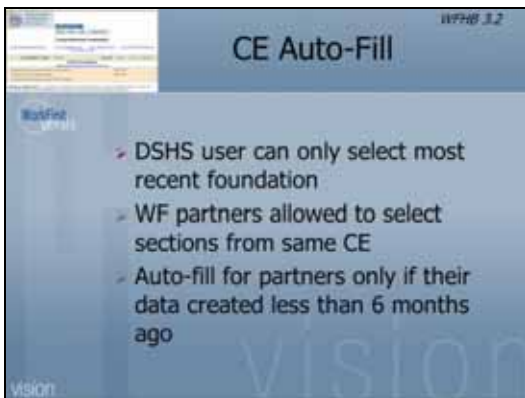 WFHB 3.2
CE Auto-Fill
WorkFirst
DSHS user can only select most
recent foundation
WF partners allowed to select
sections from same CE
Auto-fill for partners only if their
data created less than 6 months
ago
vision
vision